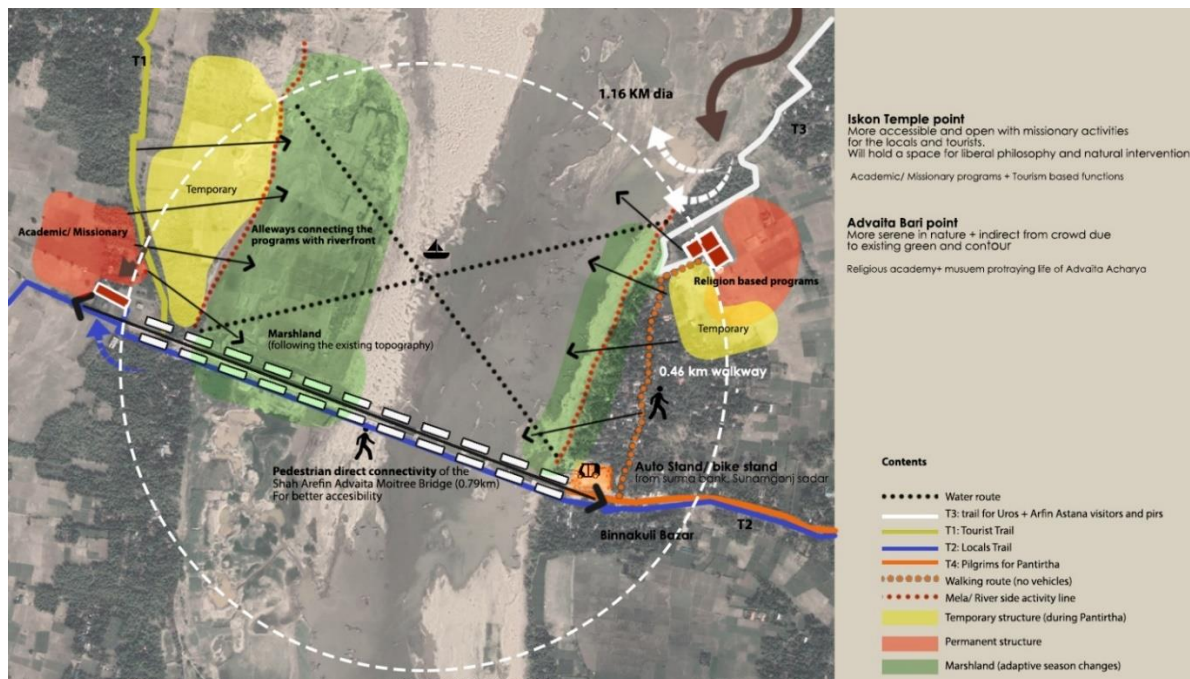 T1
1.16 KM dia
T3
Temporary
Academic/ Missionary
Alleways connecting the
programs with riverfront
Religion based programs
Temporary
Marshland
(following the existing topography)
0.46 km walkway
Pedestrian direct connectivity of the
Shah Arefin Advaita Moitree Bridge (0.79km)
For better accesibility
Auto Stand/ bike stand
from surma bank, Sunamgonj sadar
T2
Binnakuli Bazar
Iskon Temple point
More accessible and open with missionary activities
for the locals and tourists.
Will hold a space for liberal philosophy and natural intervention
Academic/ Missionary programs + Tourism based functions
Advaita Bari point
More serene in nature + indirect from crowd due
to existing green and contour
Religious academy+ musuem protraying life of Advaita Acharya
Contents
Water route
T3: trail for Uros + Arfin Astana visitors and pirs
T1: Tourist Trail
T2: Locals Trail
T4: Pilgrims for Pantirtha
Walking route (no vehicles)
Mela/ River side activity line
Temporary structure (during Pantirtha)
Permanent structure
Marshland (adaptive season changes)